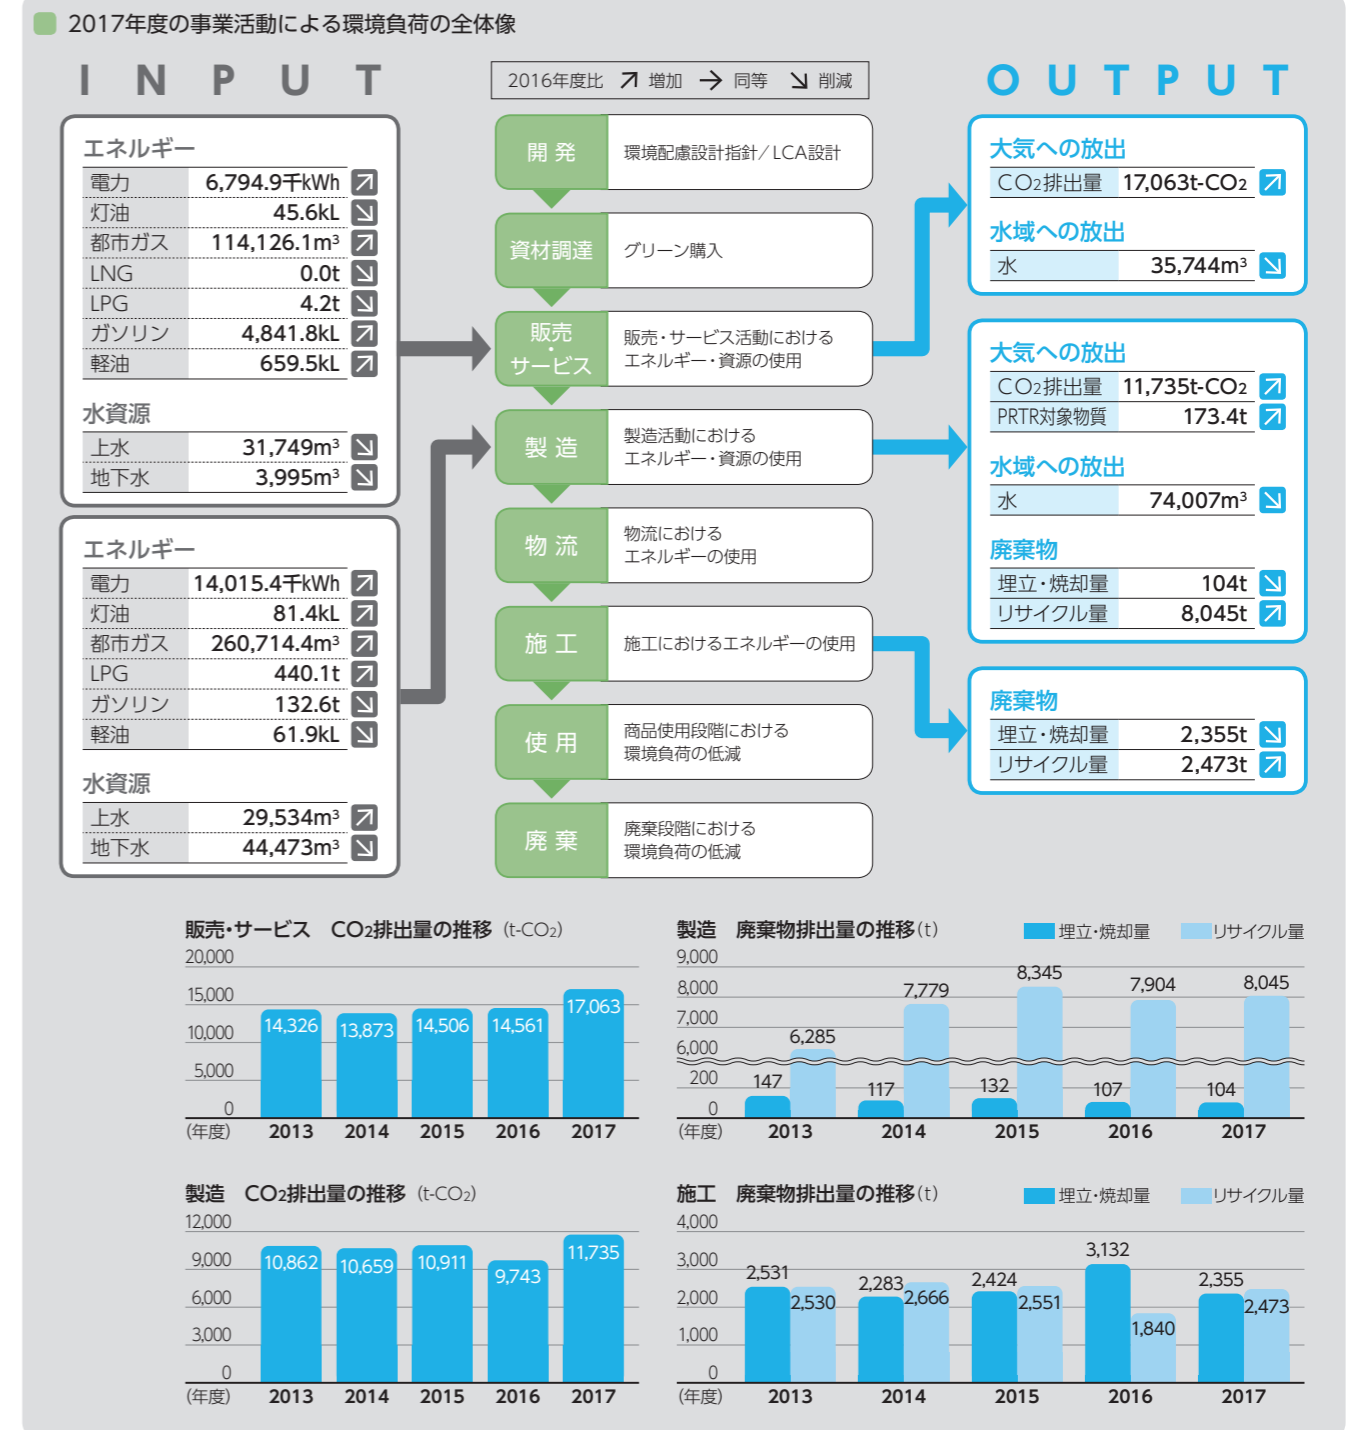 2017年度の事業活動による環境負荷の全体像
INPUT
2016年度比 増加 同等 削減
OUTPUT
エネルギー
電力 6,794.9千kWh
灯油 45.6kL
都市ガス 114,126.1m³
LNG 0.0t
LPG 4.2t
ガソリン 4,841.8kL
軽油 659.5kL
水資源
上水 31,749m³
地下水 3,995m³
エネルギー
電力 14,015.4千kWh
灯油 81.4kL
都市ガス 260,714.4m³
LPG 440.1t
ガソリン 132.6t
軽油 61.9kL
水資源
上水 29,534m³
地下水 44,473m³
開発
環境配慮設計指針/LCA設計
資材調達
グリーン購入
販売
・
サービス
販売・サービス活動における
エネルギー・資源の使用
製造
製造活動における
エネルギー・資源の使用
物流
物流における
エネルギーの使用
施工
施工におけるエネルギーの使用
使用
商品使用段階における
環境負荷の低減
廃棄
廃棄段階における
環境負荷の低減
大気への放出
CO2排出量 17,063t-CO2
水域への放出
水 35,744m³
大気への放出
CO2排出量 11,735t-CO2
PRTR対象物質 173.4t
水域への放出
水 74,007m³
廃棄物
埋立・焼却量 104t
リサイクル量 8,045t
廃棄物
埋立・焼却量 2,355t
リサイクル量 2,473t
販売・サービス CO2排出量の推移 (t-CO2)
20,000
15,000
10,000
5,000
0
14,326 13,873 14,506 14,561 17,063
(年度) 2013 2014 2015 2016 2017
製造 廃棄物排出量の推移(t) 埋立・焼却量 リサイクル量
9,000
8,000
7,000
6,000
200
0
147 6,285 117 7,779 132 8,345 107 7,904 104 8,045
(年度) 2013 2014 2015 2016 2017
製造 CO2排出量の推移 (t-CO2)
12,000
9,000
6,000
3,000
0
10,862 10,659 10,911 9,743 11,735
(年度) 2013 2014 2015 2016 2017
施工 廃棄物排出量の推移(t) 埋立・焼却量 リサイクル量
4,000
3,000
2,000
1,000
0
2,531 2,530 2,283 2,666 2,424 2,551 3,132 1,840 2,355 2,473
(年度) 2013 2014 2015 2016 2017